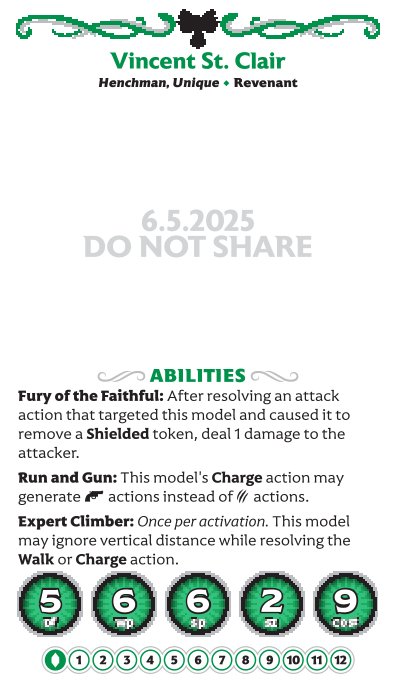 Vincent St. Clair
Henchman, Unique ⬥ Revenant
6.5.2025
DO NOT SHARE
ABILITIES
Fury of the Faithful: After resolving an attack
action that targeted this model and caused it to
remove a Shielded token, deal 1 damage to the
attacker.
Run and Gun: This model's Charge action may
generate actions instead of actions.
Expert Climber: Once per activation. This model
may ignore vertical distance while resolving the
Walk or Charge action.
5 6 6 2 9
Df Wp Sp Sz Cost
1 2 3 4 5 6 7 8 9 10 11 12